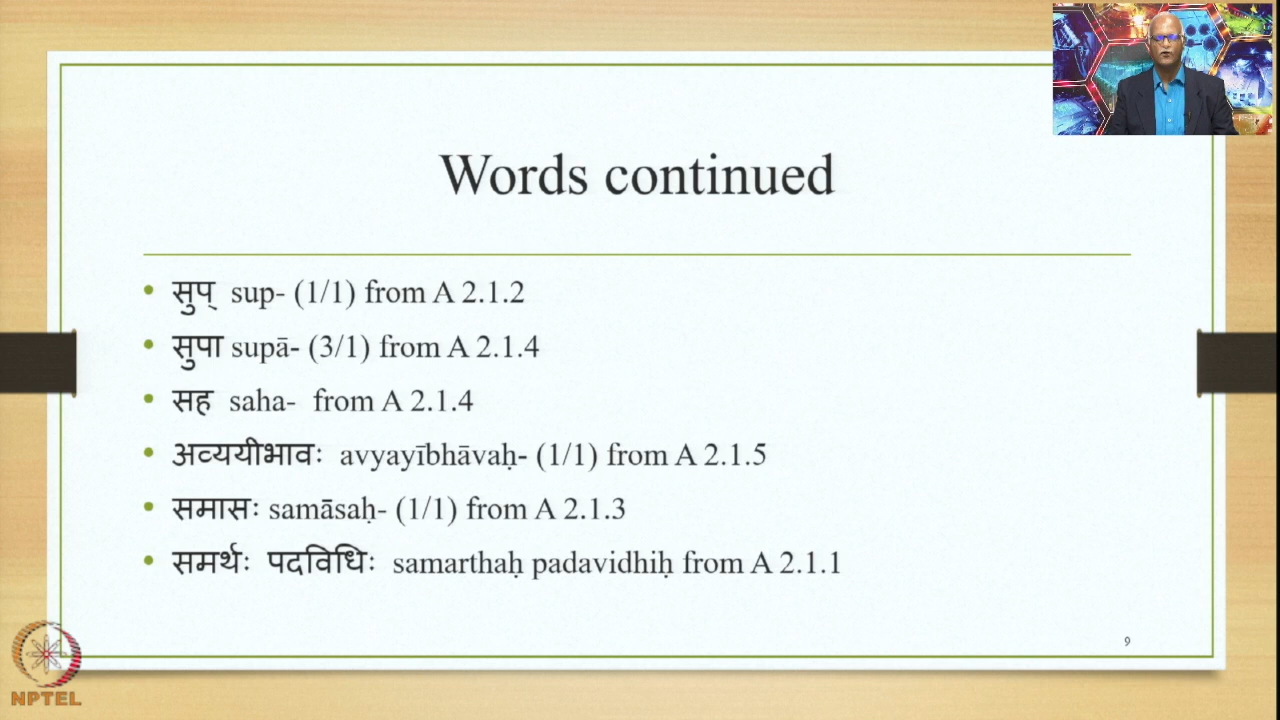 Words continued
• सुप् sup- (1/1) from A 2.1.2
• सुपा supā- (3/1) from A 2.1.4
• सह saha- from A 2.1.4
• अव्ययीभावः avyayībhāvaḥ- (1/1) from A 2.1.5
• समासः samāsaḥ- (1/1) from A 2.1.3
• समर्थः पदविधिः samarthaḥ padavidhiḥ from A 2.1.1
9
NPTEL